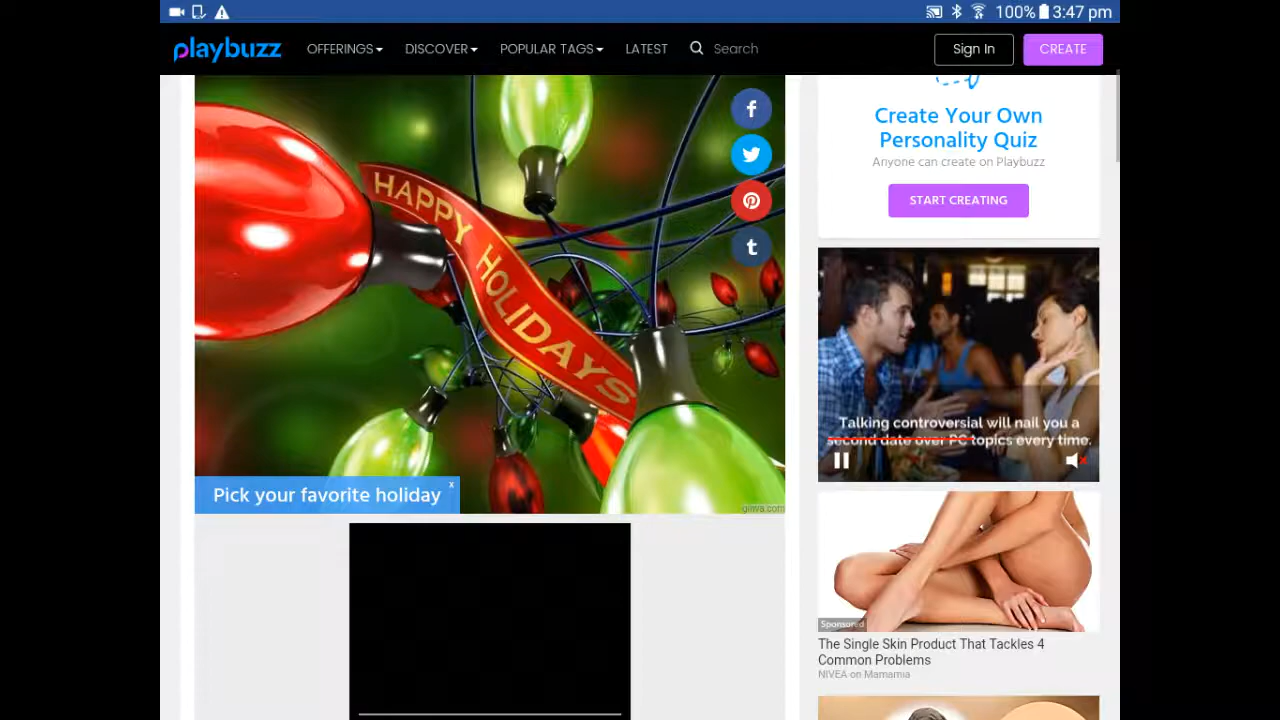 100% 3:47 pm
playbuzz OFFERINGS DISCOVER POPULAR TAGS LATEST Search Sign In CREATE
f
t
HAPPY HOLIDAYS
Pick your favorite holiday x
Create Your Own
Personality Quiz
Anyone can create on Playbuzz
START CREATING
Talking controversial will nail you a
second date over PC topics every time.
Sponsored
The Single Skin Product That Tackles 4
Common Problems
NIVEA on Mamamia